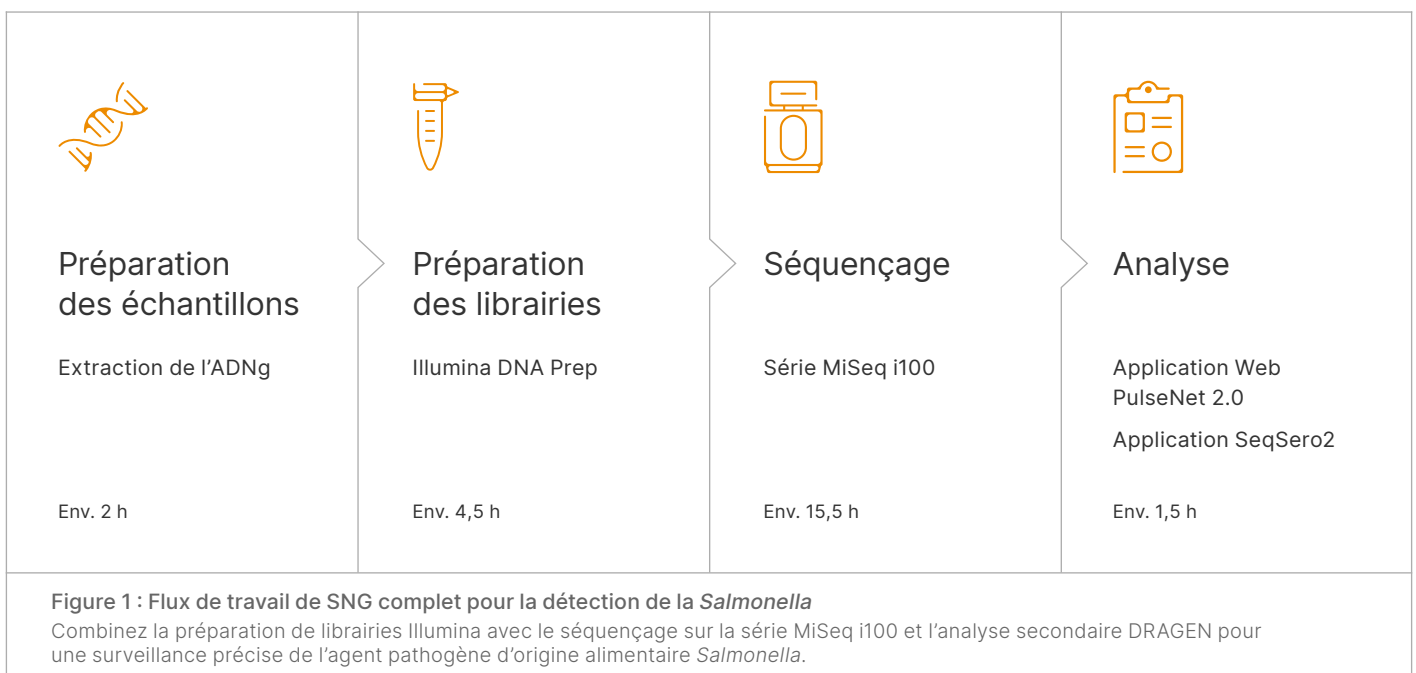 Préparation
des échantillons
Extraction de l’ADNg
Env. 2 h
Préparation
des librairies
Illumina DNA Prep
Env. 4,5 h
Séquençage
Série MiSeq i100
Env. 15,5 h
Analyse
Application Web
PulseNet 2.0
Application SeqSero2
Env. 1,5 h
Figure 1 : Flux de travail de SNG complet pour la détection de la Salmonella
Combinez la préparation de librairies Illumina avec le séquençage sur la série MiSeq i100 et l’analyse secondaire DRAGEN pour
une surveillance précise de l’agent pathogène d’origine alimentaire Salmonella.